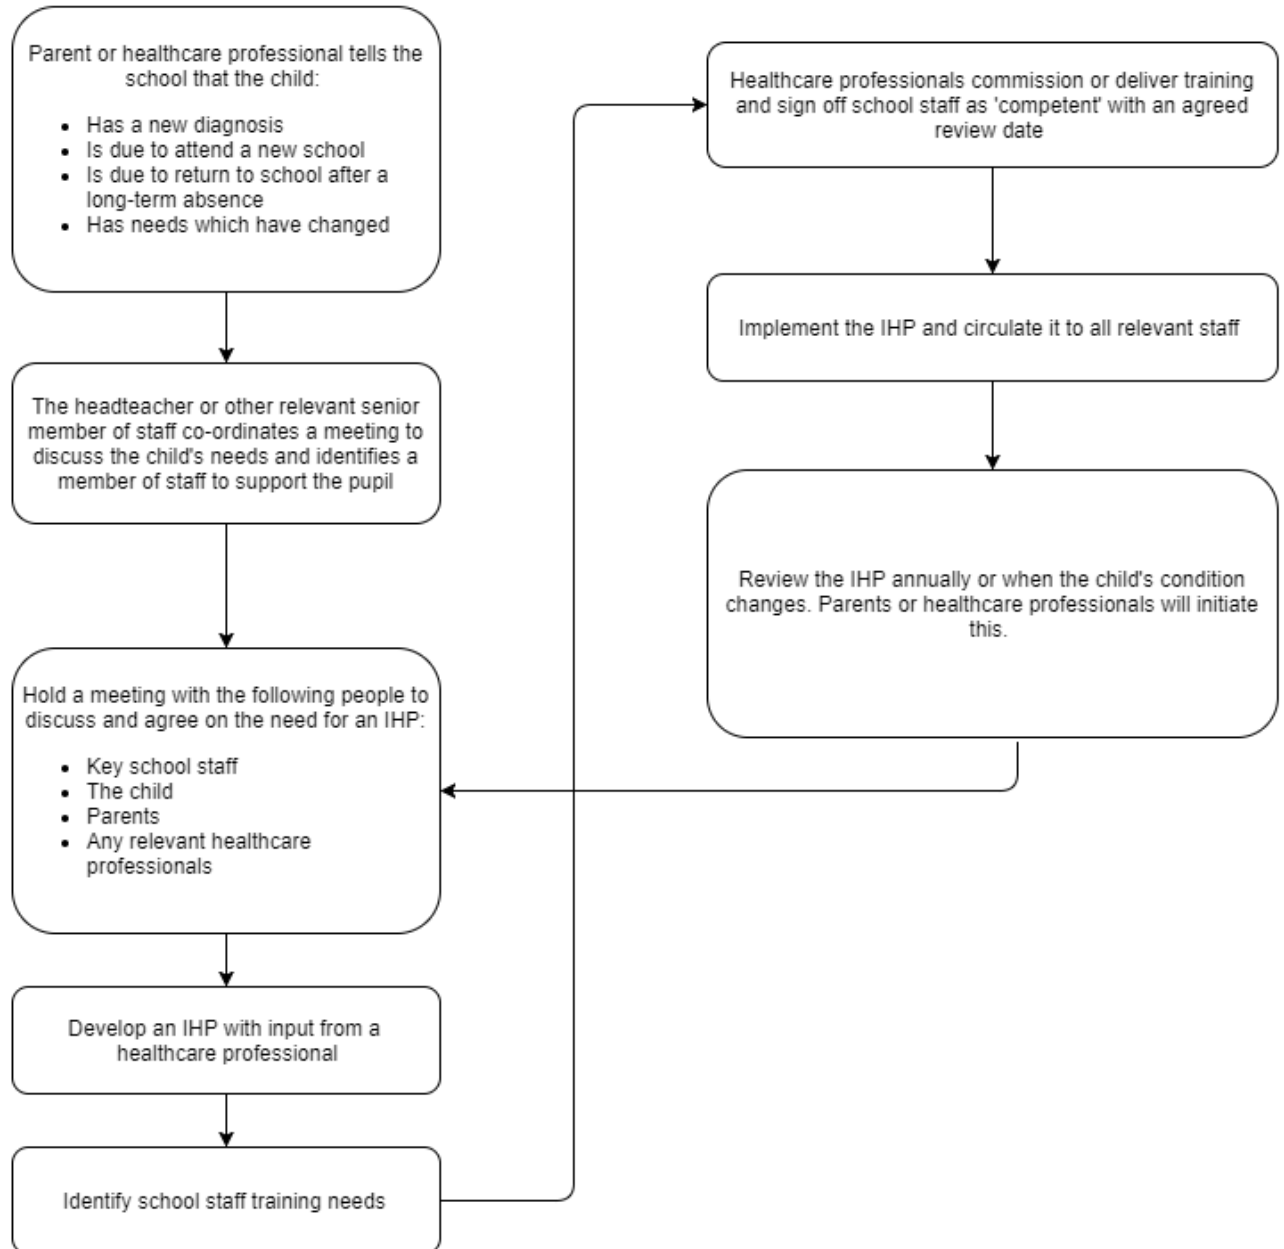 Parent or healthcare professional tells the
school that the child:
• Has a new diagnosis
• Is due to attend a new school
• Is due to return to school after a
long-term absence
• Has needs which have changed
The headteacher or other relevant senior
member of staff co-ordinates a meeting to
discuss the child's needs and identifies a
member of staff to support the pupil
Hold a meeting with the following people to
discuss and agree on the need for an IHP:
• Key school staff
• The child
• Parents
• Any relevant healthcare
professionals
Develop an IHP with input from a
healthcare professional
Identify school staff training needs
Healthcare professionals commission or deliver training
and sign off school staff as 'competent' with an agreed
review date
Implement the IHP and circulate it to all relevant staff
Review the IHP annually or when the child's condition
changes. Parents or healthcare professionals will initiate
this.